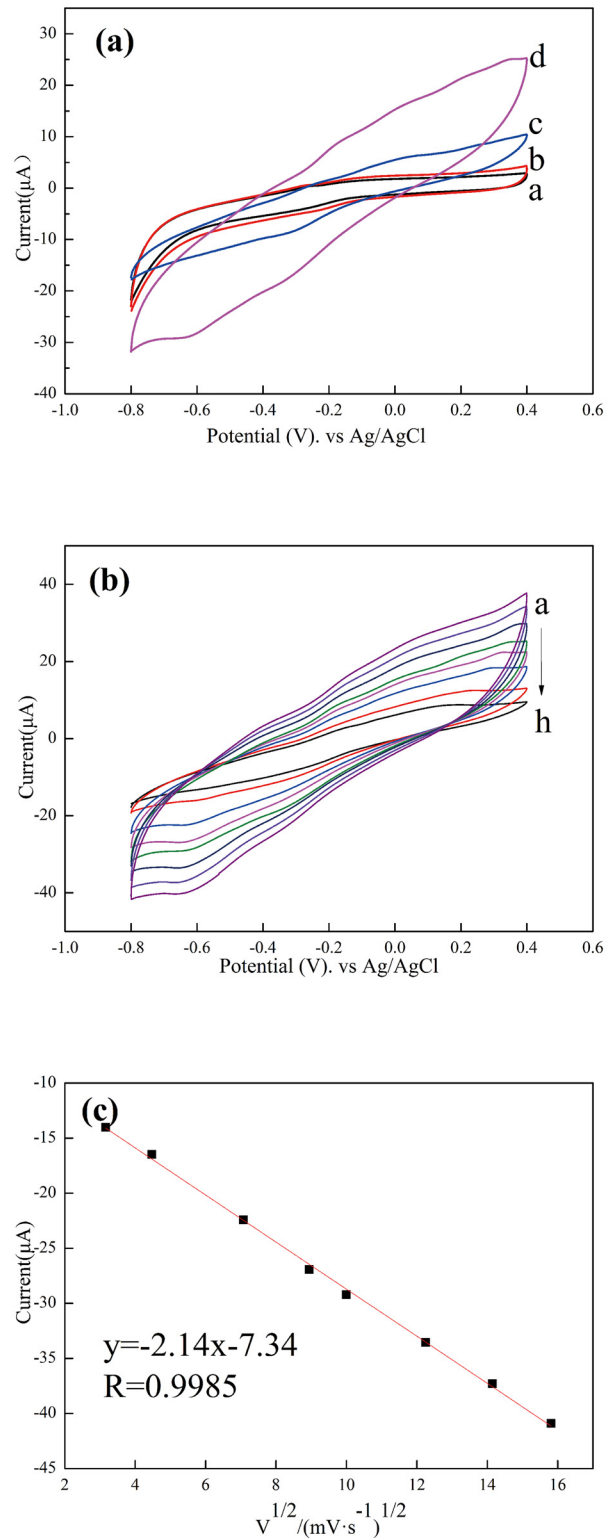 (a)
30
20
10
0
-10
-20
-30
-40
Current(μA)
d
c
b
a
-1.0 -0.8 -0.6 -0.4 -0.2 0.0 0.2 0.4 0.6
Potential (V). vs Ag/AgCl
(b)
40
20
0
-20
-40
Current(μA)
a
h
-1.0 -0.8 -0.6 -0.4 -0.2 0.0 0.2 0.4 0.6
Potential (V). vs Ag/AgCl
(c)
-10
-15
-20
-25
-30
-35
-40
-45
Current(μA)
y=-2.14x-7.34
R=0.9985
2 4 6 8 10 12 14 16
V^1/2/(mV·s^-1)^1/2